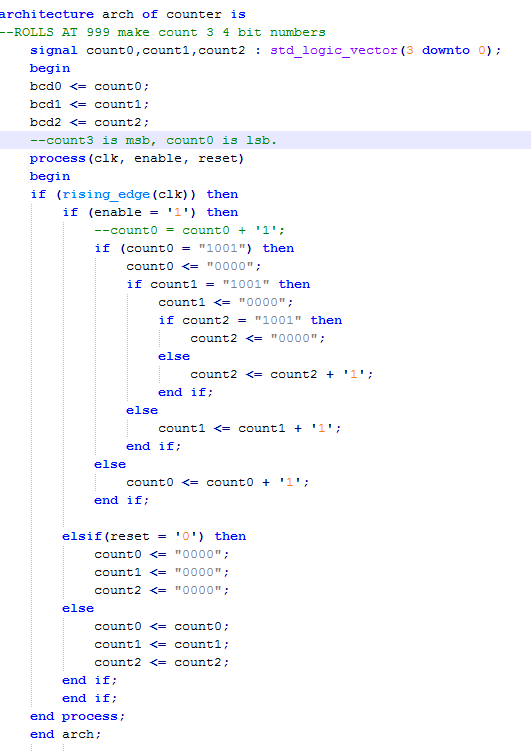 architecture arch of counter is
--ROLLS AT 999 make count 3 4 bit numbers
signal count0,count1,count2 : std_logic_vector(3 downto 0);
begin
bcd0 <= count0;
bcd1 <= count1;
bcd2 <= count2;
--count3 is msb, count0 is lsb.
process(clk, enable, reset)
begin
if (rising_edge(clk)) then
if (enable = '1') then
--count0 = count0 + '1';
if (count0 = "1001") then
count0 <= "0000";
if count1 = "1001" then
count1 <= "0000";
if count2 = "1001" then
count2 <= "0000";
else
count2 <= count2 + '1';
end if;
else
count1 <= count1 + '1';
end if;
else
count0 <= count0 + '1';
end if;
elsif(reset = '0') then
count0 <= "0000";
count1 <= "0000";
count2 <= "0000";
else
count0 <= count0;
count1 <= count1;
count2 <= count2;
end if;
end if;
end process;
end arch;